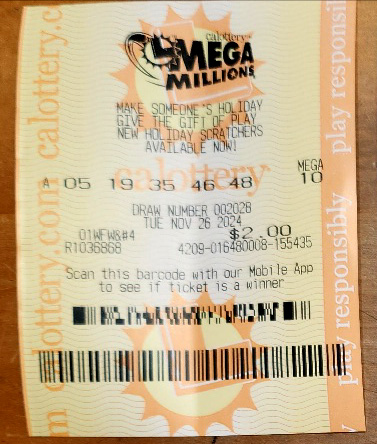 calottery
MEGA
MILLIONS
MAKE SOMEONE'S HOLIDAY
GIVE THE GIFT OF PLAY
NEW HOLIDAY SCRATCHERS
AVAILABLE NOW!
calottery
MEGA
A 05 19 35 46 48 10
DRAW NUMBER 002028
TUE NOV 26 2024
01WFW8#4 $2.00
R1036868 4209-016480008-155435
Scan this barcode with our Mobile App
to see if ticket is a winner
calottery.com calottery.c
play responsibly play responsibly